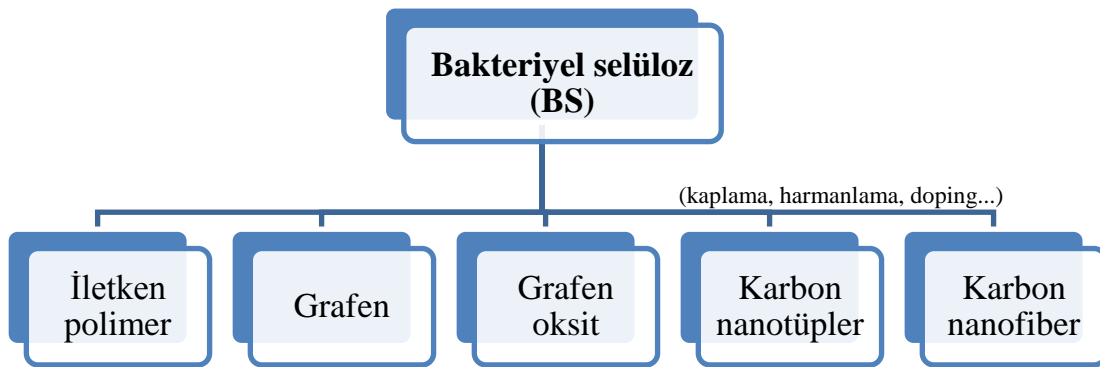 Bakteriyel selüloz
(BS)
(kaplama, harmanlama, doping...)
İletken
polimer
Grafen
Grafen
oksit
Karbon
nanotüpler
Karbon
nanofiber